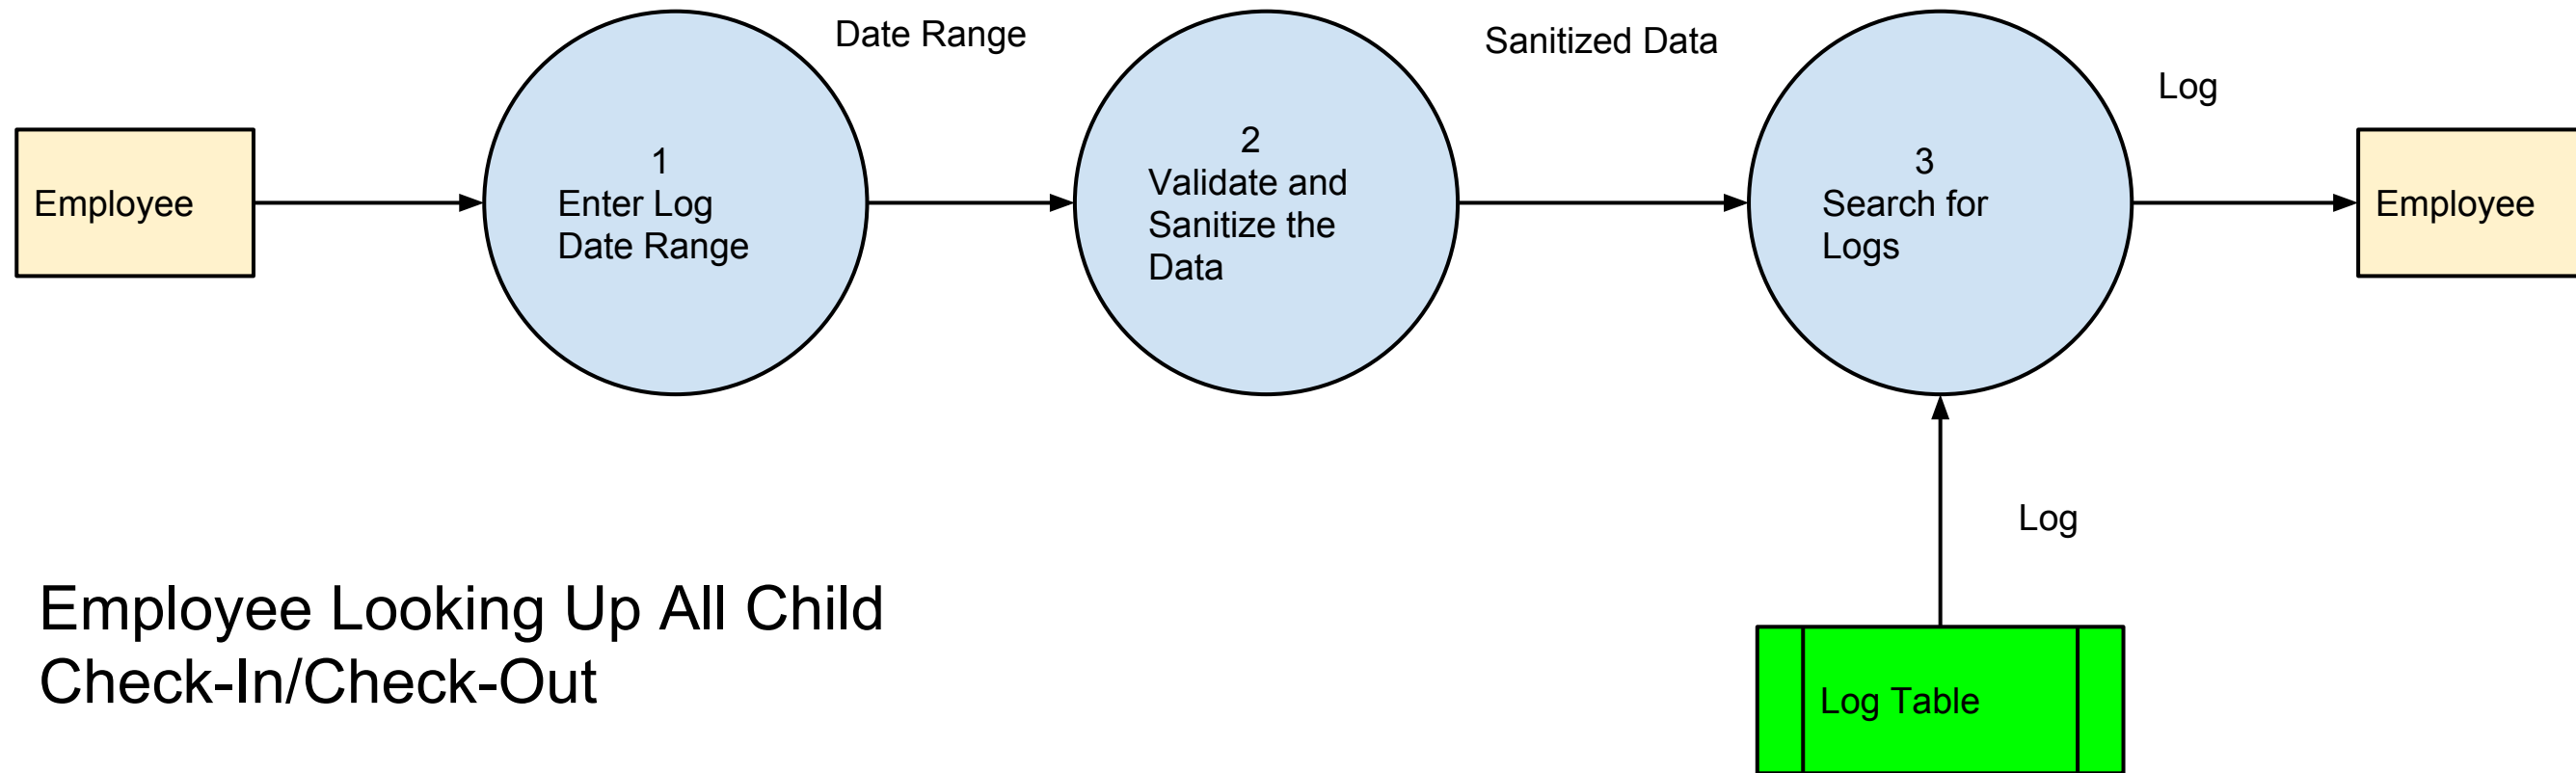 Employee
1
Enter Log
Date Range
Date Range
2
Validate and
Sanitize the
Data
Sanitized Data
3
Search for
Logs
Log
Employee
Log
Log Table
Employee Looking Up All Child
Check-In/Check-Out